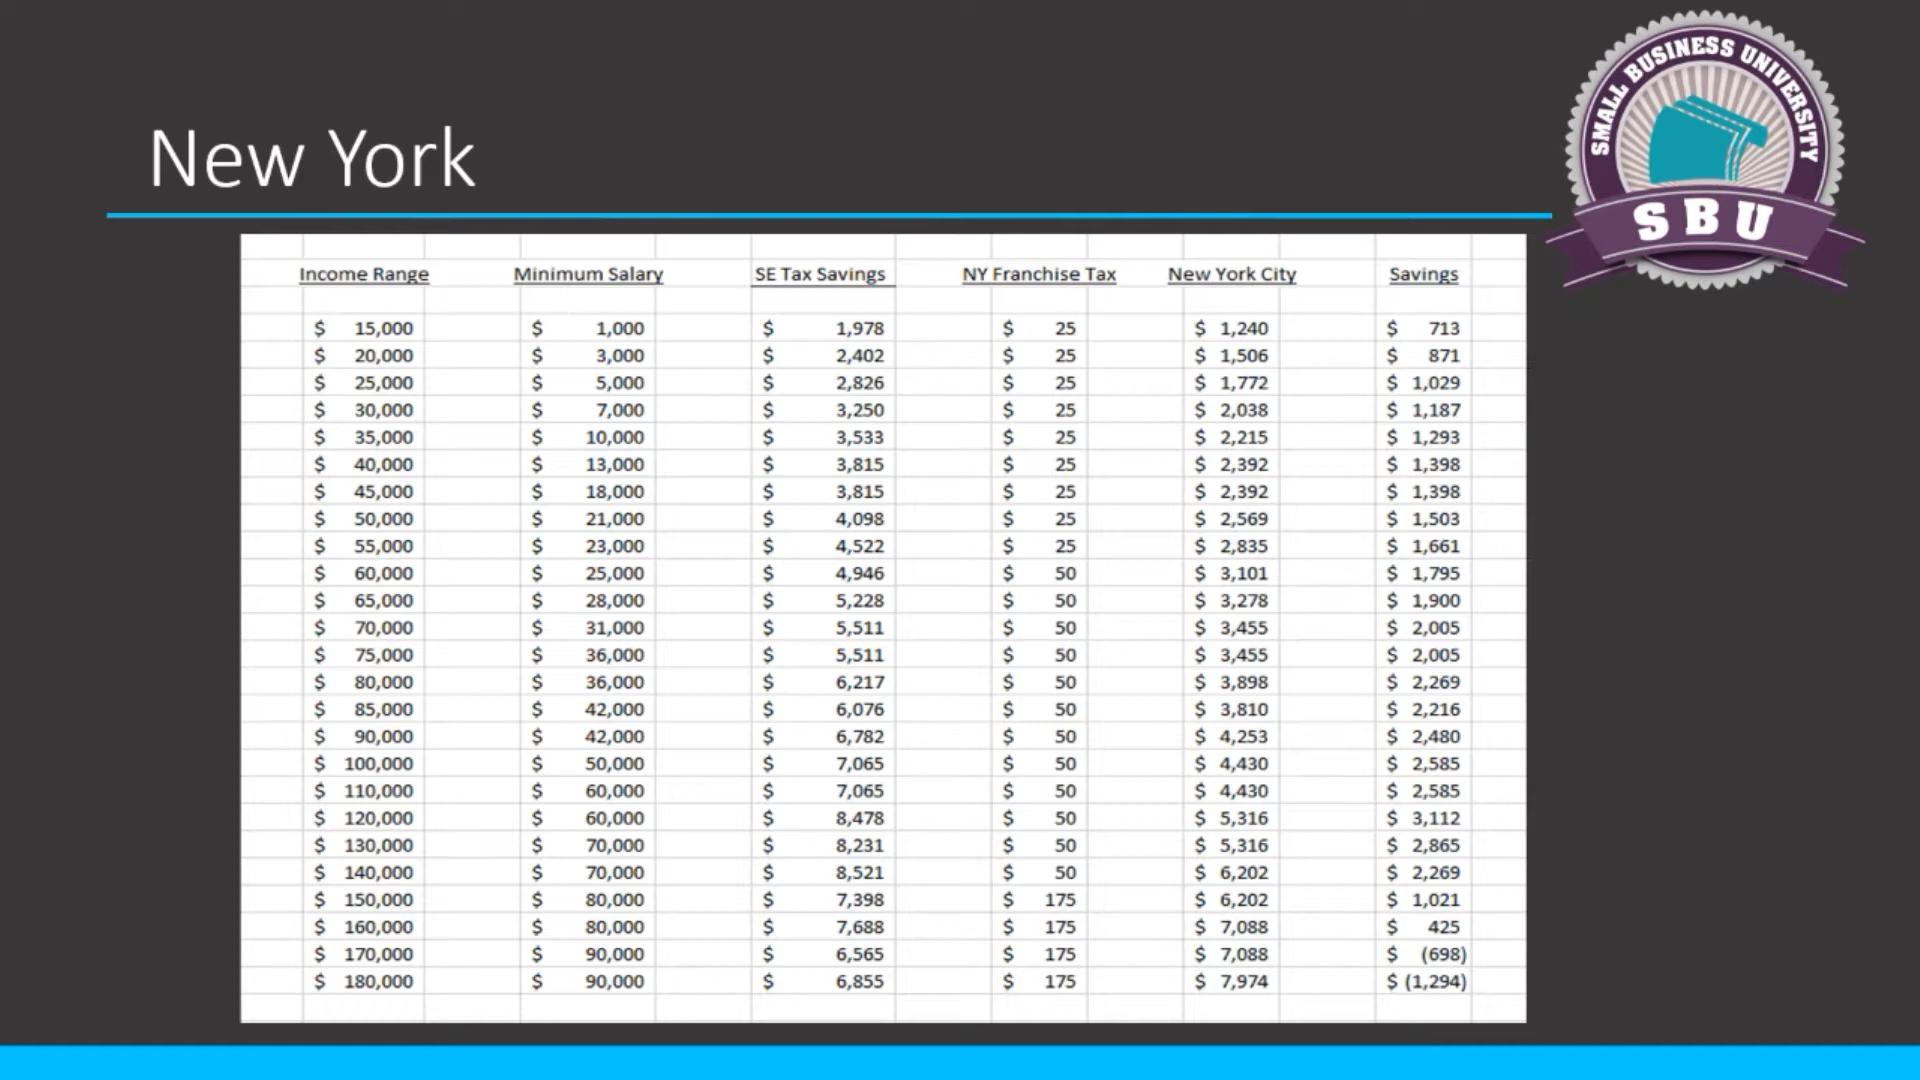 SMALL BUSINESS UNIVERSITY
SBU
New York
Income Range Minimum Salary SE Tax Savings NY Franchise Tax New York City Savings
$ 15,000 $ 1,000 $ 1,978 $ 25 $ 1,240 $ 713
$ 20,000 $ 3,000 $ 2,402 $ 25 $ 1,506 $ 871
$ 25,000 $ 5,000 $ 2,826 $ 25 $ 1,772 $ 1,029
$ 30,000 $ 7,000 $ 3,250 $ 25 $ 2,038 $ 1,187
$ 35,000 $ 10,000 $ 3,533 $ 25 $ 2,215 $ 1,293
$ 40,000 $ 13,000 $ 3,815 $ 25 $ 2,392 $ 1,398
$ 45,000 $ 18,000 $ 3,815 $ 25 $ 2,392 $ 1,398
$ 50,000 $ 21,000 $ 4,098 $ 25 $ 2,569 $ 1,503
$ 55,000 $ 23,000 $ 4,522 $ 25 $ 2,835 $ 1,661
$ 60,000 $ 25,000 $ 4,946 $ 50 $ 3,101 $ 1,795
$ 65,000 $ 28,000 $ 5,228 $ 50 $ 3,278 $ 1,900
$ 70,000 $ 31,000 $ 5,511 $ 50 $ 3,455 $ 2,005
$ 75,000 $ 36,000 $ 5,511 $ 50 $ 3,455 $ 2,005
$ 80,000 $ 36,000 $ 6,217 $ 50 $ 3,898 $ 2,269
$ 85,000 $ 42,000 $ 6,076 $ 50 $ 3,810 $ 2,216
$ 90,000 $ 42,000 $ 6,782 $ 50 $ 4,253 $ 2,480
$ 100,000 $ 50,000 $ 7,065 $ 50 $ 4,430 $ 2,585
$ 110,000 $ 60,000 $ 7,065 $ 50 $ 4,430 $ 2,585
$ 120,000 $ 60,000 $ 8,478 $ 50 $ 5,316 $ 3,112
$ 130,000 $ 70,000 $ 8,231 $ 50 $ 5,316 $ 2,865
$ 140,000 $ 70,000 $ 8,521 $ 50 $ 6,202 $ 2,269
$ 150,000 $ 80,000 $ 7,398 $ 175 $ 6,202 $ 1,021
$ 160,000 $ 80,000 $ 7,688 $ 175 $ 7,088 $ 425
$ 170,000 $ 90,000 $ 6,565 $ 175 $ 7,088 $ (698)
$ 180,000 $ 90,000 $ 6,855 $ 175 $ 7,974 $ (1,294)